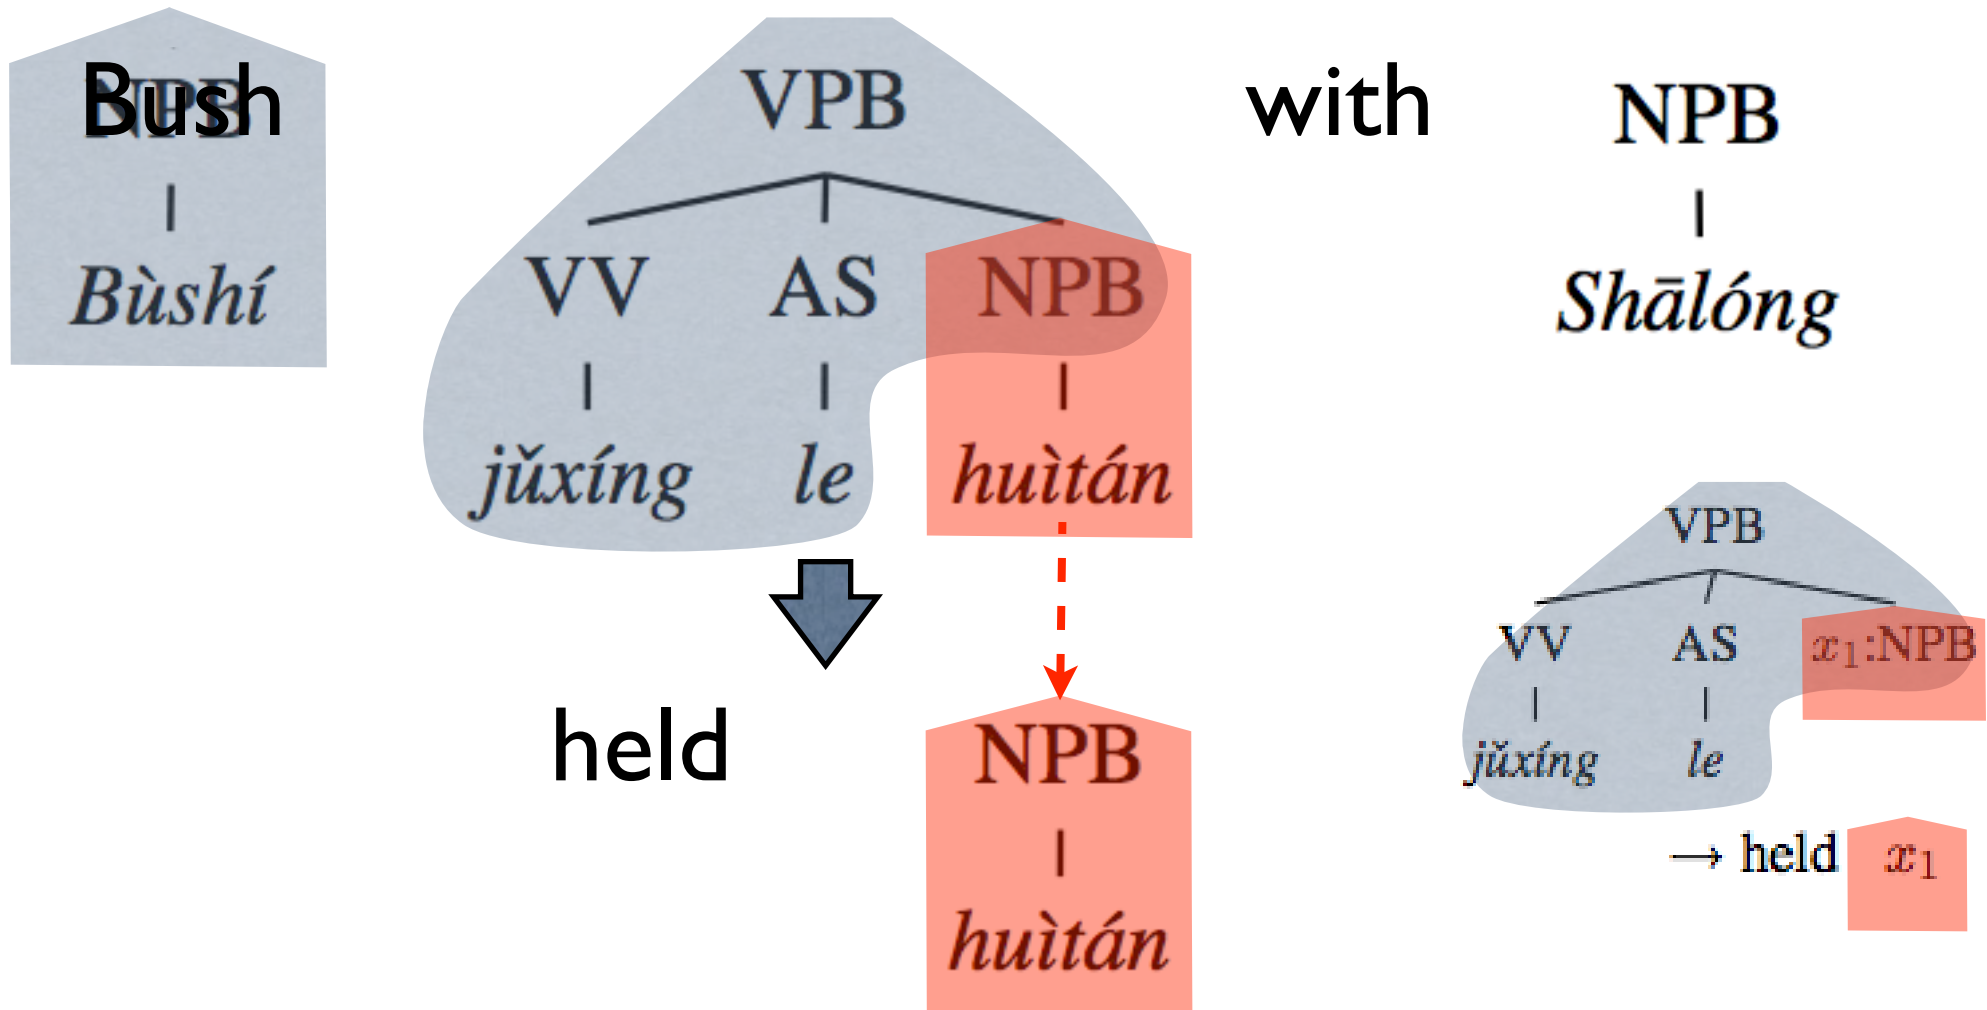 NPB
Bush
Bùshí
VPB
VV AS NPB
jǔxíng le huìtán
with
NPB
Shālóng
held
NPB
huìtán
VPB
VV AS x₁:NPB
jǔxíng le
→ held x₁